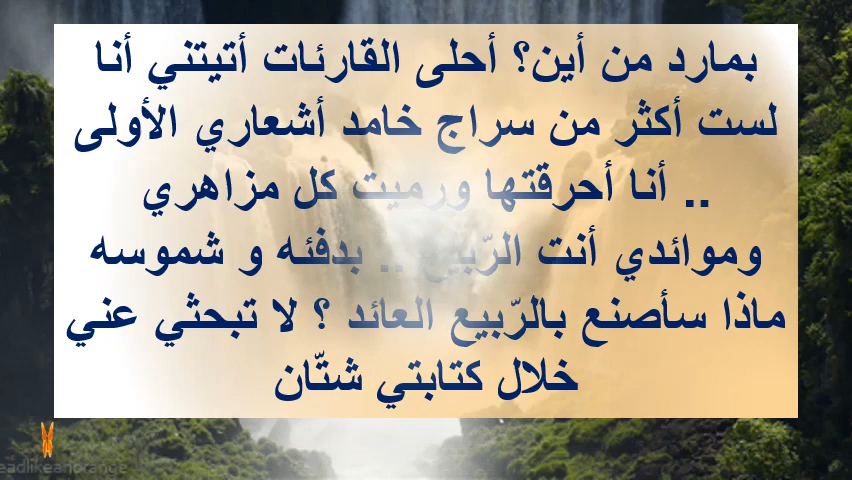 بمارد من أين؟ أحلى القارئات أتيتني أنا
لست أكثر من سراج خامد أشعاري الأولى
.. أنا أحرقتها ورميت كل مزاهري
وموائدي أنت الرّبيع .. بدفئه و شموسه
ماذا سأصنع بالرّبيع العائد ؟ لا تبحثي عني
خلال كتابتي شتّان
eadlikeanorange